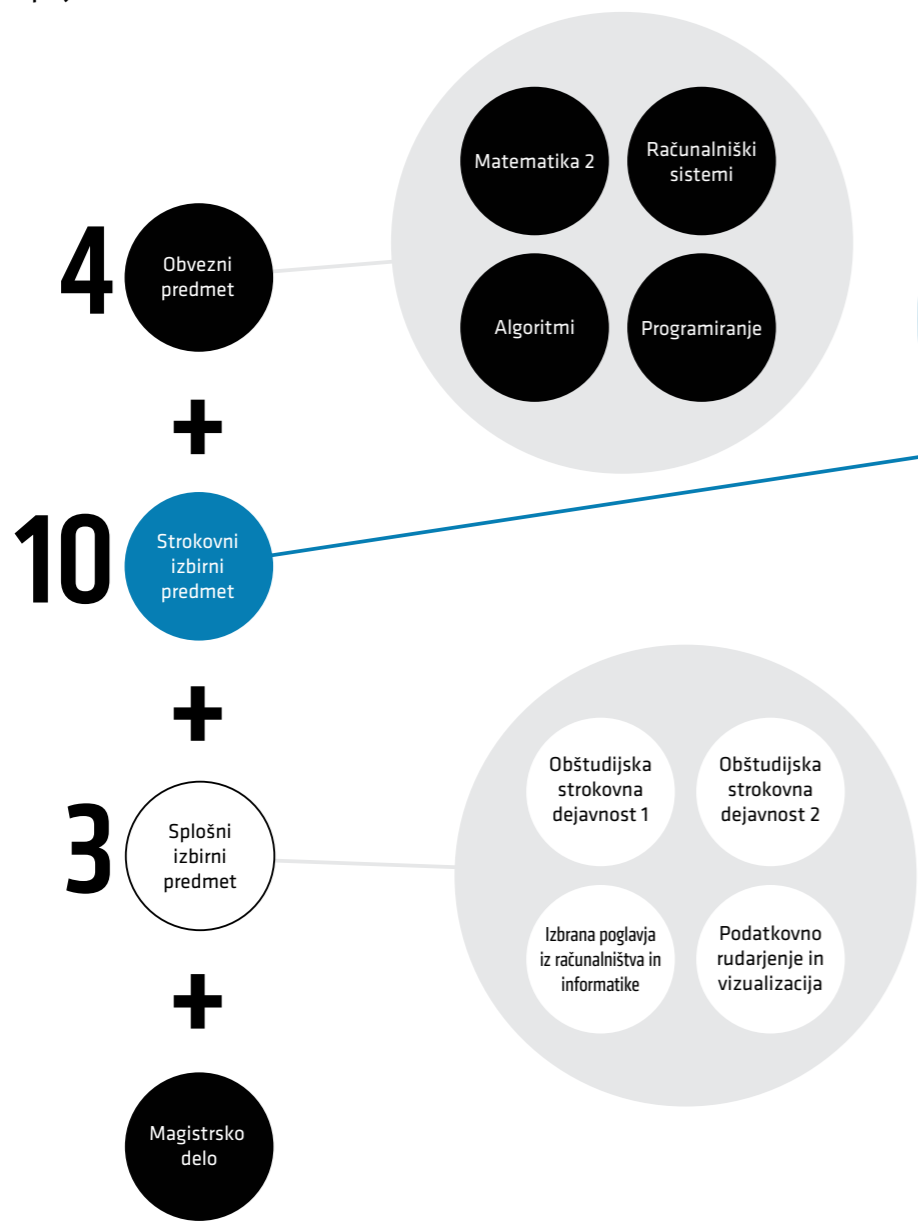 Matematika 2
Računalniški
sistemi
4
Obvezni
predmet
Algoritmi
Programiranje
+
10
Strokovni
izbirni
predmet
+
Obštudijska
strokovna
dejavnost 1
Obštudijska
strokovna
dejavnost 2
3
Splošni
izbirni
predmet
Izbrana poglavja
iz računalništva in
informatike
Podatkovno
rudarjenje in
vizualizacija
+
Magistrsko
delo